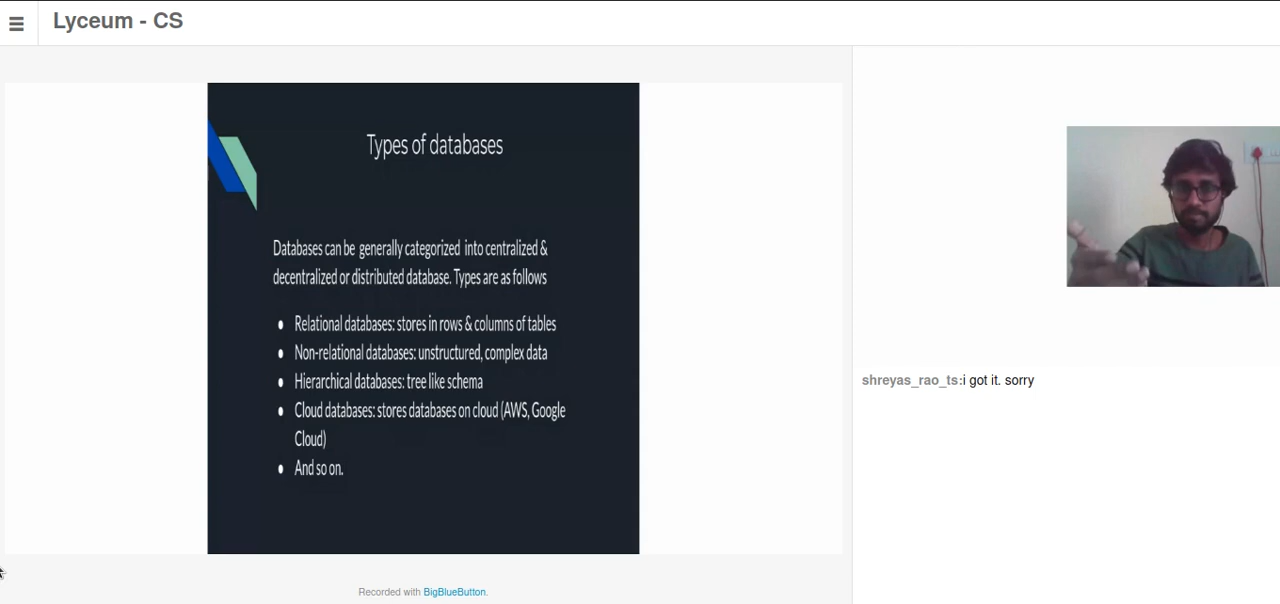 Lyceum - CS
Types of databases
Databases can be generally categorized into centralized &
decentralized or distributed database. Types are as follows
● Relational databases: stores in rows & columns of tables
● Non-relational databases: unstructured, complex data
● Hierarchical databases: tree like schema
● Cloud databases: stores databases on cloud (AWS, Google
Cloud)
● And so on.
shreyas_rao_ts:i got it. sorry
Recorded with BigBlueButton.